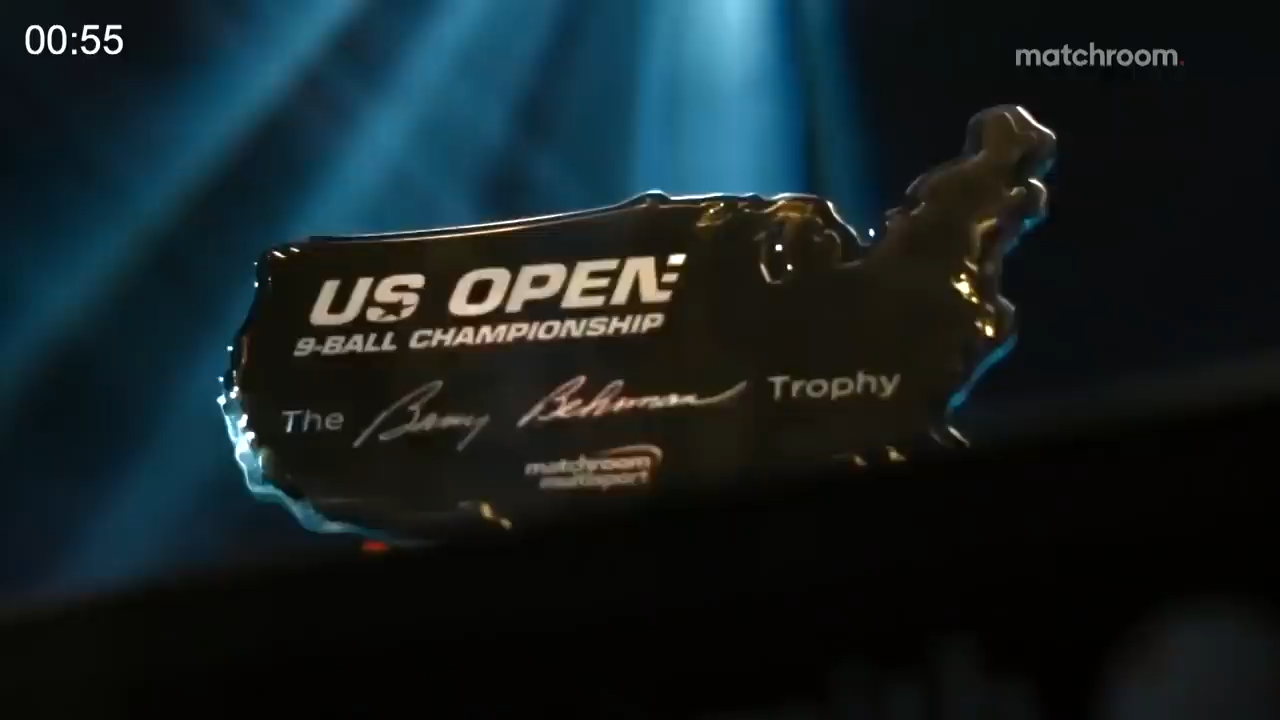 00:55
matchroom.
US OPEN
9-BALL CHAMPIONSHIP
The Barry Behrman Trophy
matchroom
multisport